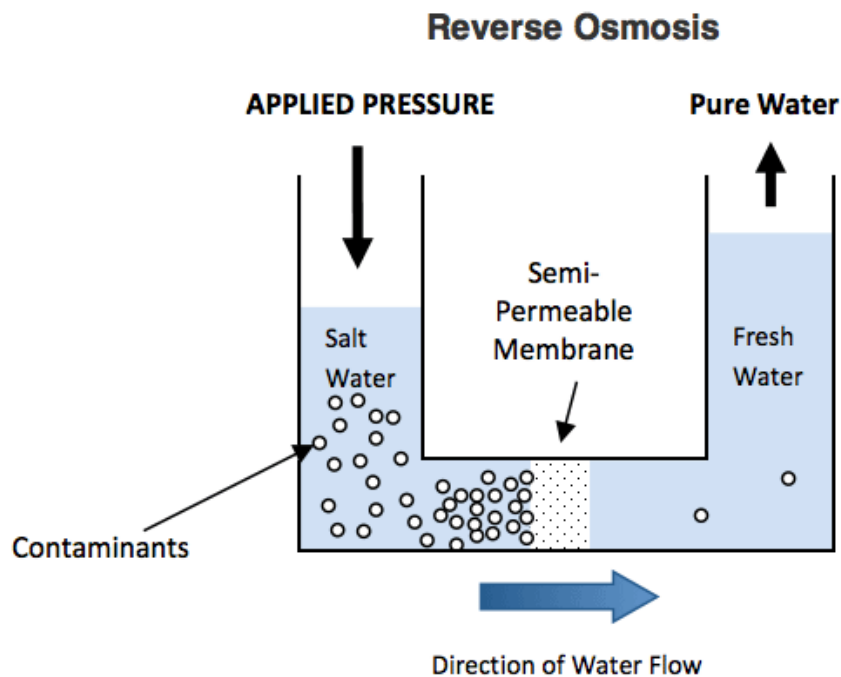 Reverse Osmosis
APPLIED PRESSURE
Pure Water
Semi-
Permeable
Membrane
Salt
Water
Fresh
Water
Contaminants
Direction of Water Flow